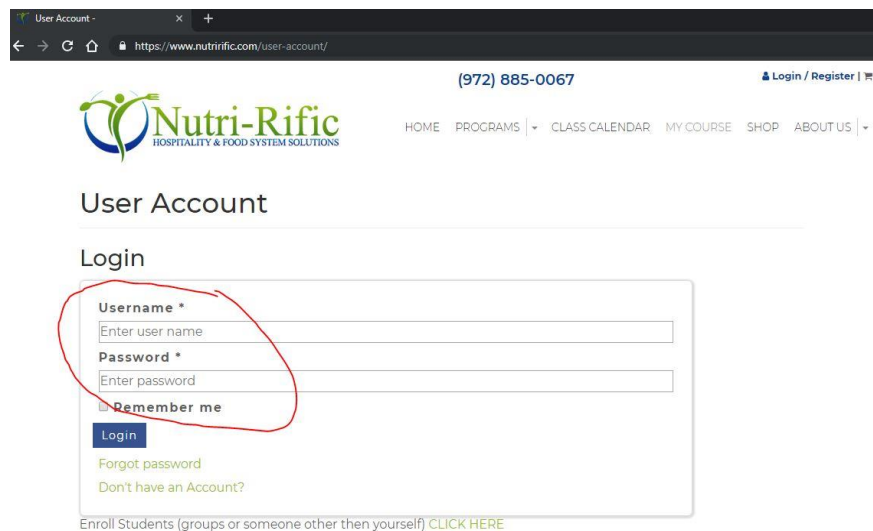 User Account -
https://www.nutrirific.com/user-account/
(972) 885-0067
Login / Register |
Nutri-Rific
HOSPITALITY & FOOD SYSTEM SOLUTIONS
HOME PROGRAMS | CLASS CALENDAR MY COURSE SHOP ABOUT US |
User Account
Login
Username *
Enter user name
Password *
Enter password
Remember me
Login
Forgot password
Don't have an Account?
Enroll Students (groups or someone other then yourself) CLICK HERE